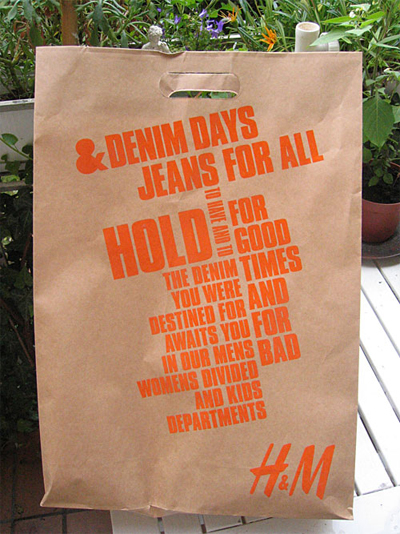 & DENIM DAYS
JEANS FOR ALL
TO HAVE AND TO
HOLD
FOR
GOOD
TIMES
AND
FOR
BAD
THE DENIM
YOU WERE
DESTINED FOR
AWAITS YOU
IN OUR MENS
WOMENS DIVIDED
AND KIDS
DEPARTMENTS
H&M